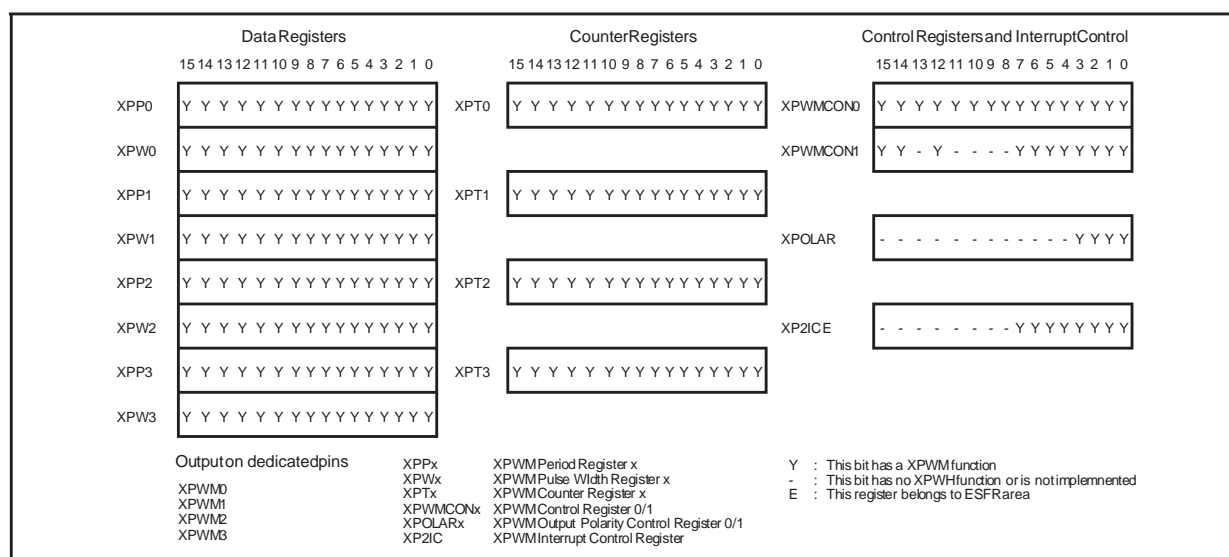 Data Registers Counter Registers Control Registers and Interrupt Control
15 14 13 12 11 10 9 8 7 6 5 4 3 2 1 0 15 14 13 12 11 10 9 8 7 6 5 4 3 2 1 0 15 14 13 12 11 10 9 8 7 6 5 4 3 2 1 0
XPP0 Y Y Y Y Y Y Y Y Y Y Y Y Y Y Y Y XPT0 Y Y Y Y Y Y Y Y Y Y Y Y Y Y Y Y XPWMCON0 Y Y Y Y Y Y Y Y Y Y Y Y Y Y Y Y
XPW0 Y Y Y Y Y Y Y Y Y Y Y Y Y Y Y Y XPWMCON1 Y Y - Y - - - - Y Y Y Y Y Y Y Y
XPP1 Y Y Y Y Y Y Y Y Y Y Y Y Y Y Y Y XPT1 Y Y Y Y Y Y Y Y Y Y Y Y Y Y Y Y
XPW1 Y Y Y Y Y Y Y Y Y Y Y Y Y Y Y Y XPOLAR - - - - - - - - - - - - Y Y Y Y
XPP2 Y Y Y Y Y Y Y Y Y Y Y Y Y Y Y Y XPT2 Y Y Y Y Y Y Y Y Y Y Y Y Y Y Y Y
XPW2 Y Y Y Y Y Y Y Y Y Y Y Y Y Y Y Y XP2IC E - - - - - - - - Y Y Y Y Y Y Y Y
XPP3 Y Y Y Y Y Y Y Y Y Y Y Y Y Y Y Y XPT3 Y Y Y Y Y Y Y Y Y Y Y Y Y Y Y Y
XPW3 Y Y Y Y Y Y Y Y Y Y Y Y Y Y Y Y
Output on dedicated pins
XPWM0
XPWM1
XPWM2
XPWM3
XPPx XPWM Period Register x
XPWx XPWM Pulse WIdth Register x
XPTx XPWM Counter Register x
XPWMCONx XPWM Control Register 0/1
XPOLARx XPWM Output Polarity Control Register 0/1
XP2IC XPWM Interrupt Control Register
Y : This bit has a XPWM function
- : This bit has no XPWH function or is not implemnented
E : This register belongs to ESFR area